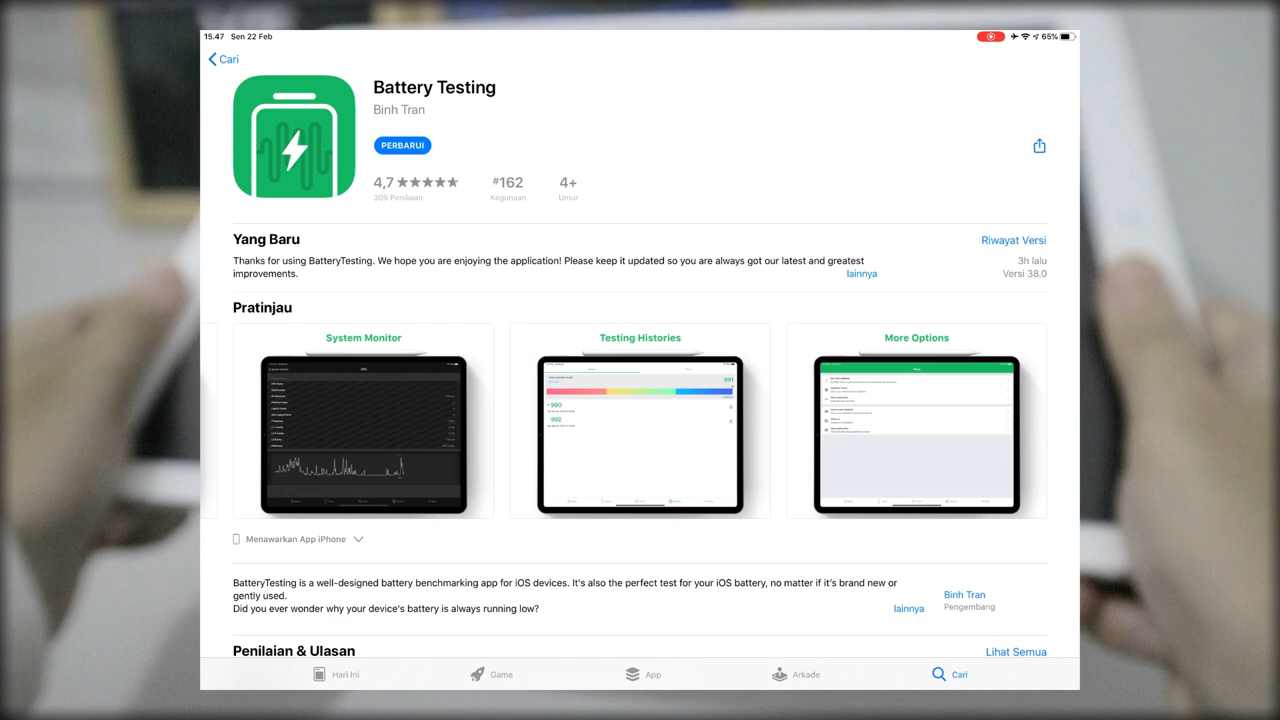 15.47 Sen 22 Feb
65%
Cari
Battery Testing
Binh Tran
PERBARUI
4,7 #162 4+
309 Penilaian Kegunaan Umur
Yang Baru Riwayat Versi
Thanks for using BatteryTesting. We hope you are enjoying the application! Please keep it updated so you are always got our latest and greatest 3h lalu
improvements. lainnya Versi 38.0
Pratinjau
System Monitor Testing Histories More Options
CPU
991
990
992
Menawarkan App iPhone
BatteryTesting is a well-designed battery benchmarking app for iOS devices. It's also the perfect test for your iOS battery, no matter if it's brand new or
gently used.
Did you ever wonder why your device's battery is always running low? lainnya
Binh Tran
Pengembang
Penilaian & Ulasan Lihat Semua
Hari Ini Game App Arkade Cari